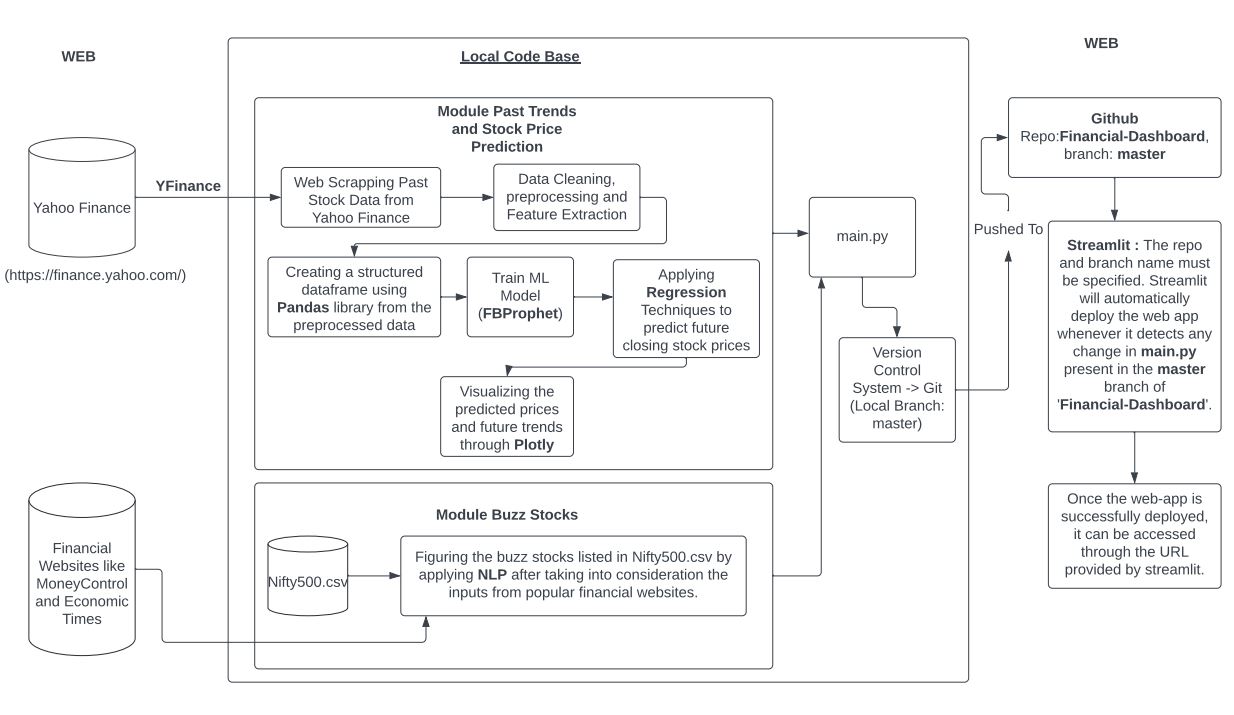 WEB
Local Code Base
WEB
Module Past Trends
and Stock Price
Prediction
Yahoo Finance
(https://finance.yahoo.com/)
YFinance
Web Scrapping Past
Stock Data from
Yahoo Finance
Data Cleaning,
preprocessing and
Feature Extraction
Creating a structured
dataframe using
Pandas library from the
preprocessed data
Train ML
Model
(FBProphet)
Applying
Regression
Techniques to
predict future
closing stock prices
Visualizing the
predicted prices
and future trends
through Plotly
main.py
Version
Control
System -> Git
(Local Branch:
master)
Pushed To
Github
Repo:Financial-Dashboard,
branch: master
Streamlit : The repo
and branch name must
be specified. Streamlit
will automatically
deploy the web app
whenever it detects any
change in main.py
present in the master
branch of
'Financial-Dashboard'.
Once the web-app is
successfully deployed,
it can be accessed
through the URL
provided by streamlit.
Financial
Websites like
MoneyControl
and Economic
Times
Module Buzz Stocks
Nifty500.csv
Figuring the buzz stocks listed in Nifty500.csv by
applying NLP after taking into consideration the
inputs from popular financial websites.